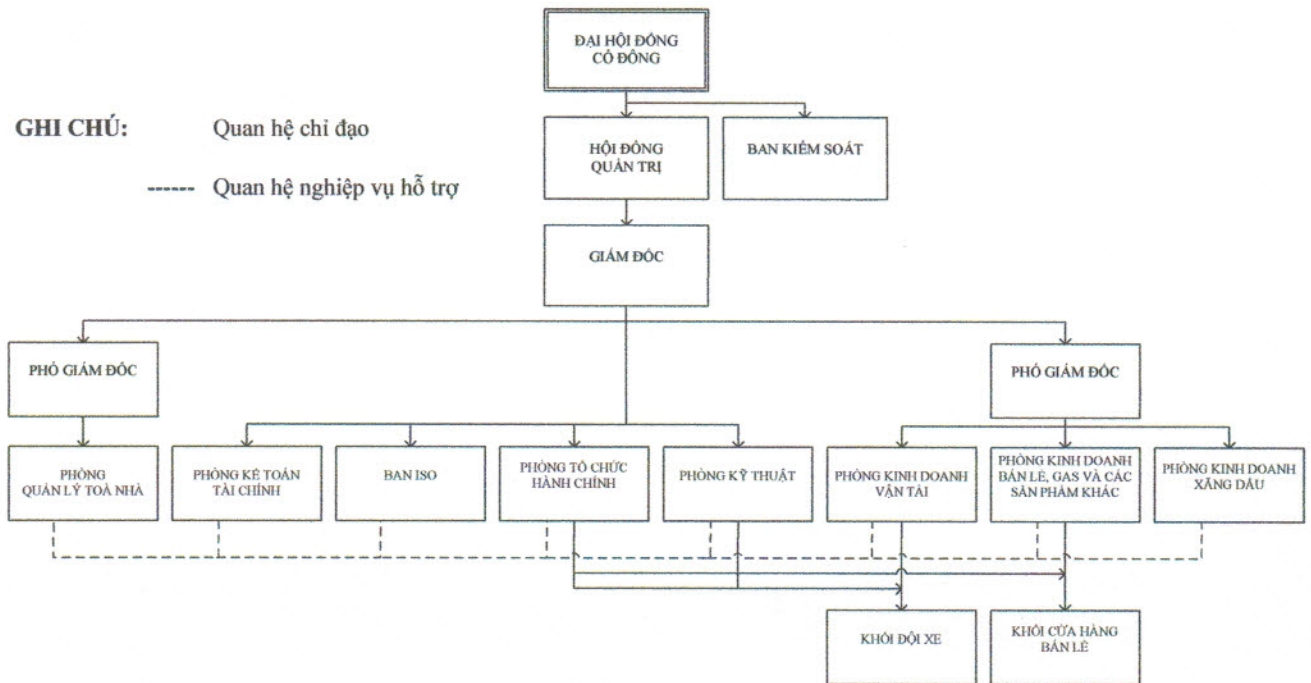 ĐẠI HỘI ĐỒNG
CỔ ĐÔNG
GHI CHÚ:
Quan hệ chỉ đạo
------ Quan hệ nghiệp vụ hỗ trợ
HỘI ĐỒNG
QUẢN TRỊ
BAN KIỂM SOÁT
GIÁM ĐỐC
PHÓ GIÁM ĐỐC
PHÓ GIÁM ĐỐC
PHÒNG
QUẢN LÝ TOÀ NHÀ
PHÒNG KẾ TOÁN
TÀI CHÍNH
BAN ISO
PHÒNG TỔ CHỨC
HÀNH CHÍNH
PHÒNG KỸ THUẬT
PHÒNG KINH DOANH
VẬN TẢI
PHÒNG KINH DOANH
BÁN LẺ, GAS VÀ CÁC
SẢN PHẨM KHÁC
PHÒNG KINH DOANH
XĂNG DẦU
KHỐI ĐỘI XE
KHỐI CỬA HÀNG
BÁN LẺ